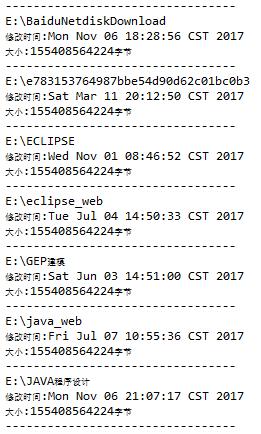 ---------------------------------
E:\BaiduNetdiskDownload
修改时间:Mon Nov 06 18:28:56 CST 2017
大小:155408564224字节
---------------------------------
E:\e783153764987bbe54d90d62c01bc0b3
修改时间:Sat Mar 11 20:12:50 CST 2017
大小:155408564224字节
---------------------------------
E:\ECLIPSE
修改时间:Wed Nov 01 08:46:52 CST 2017
大小:155408564224字节
---------------------------------
E:\eclipse_web
修改时间:Tue Jul 04 14:50:33 CST 2017
大小:155408564224字节
---------------------------------
E:\GEP建模
修改时间:Sat Jun 03 14:51:00 CST 2017
大小:155408564224字节
---------------------------------
E:\java_web
修改时间:Fri Jul 07 10:55:36 CST 2017
大小:155408564224字节
---------------------------------
E:\JAVA程序设计
修改时间:Mon Nov 06 21:07:17 CST 2017
大小:155408564224字节
---------------------------------